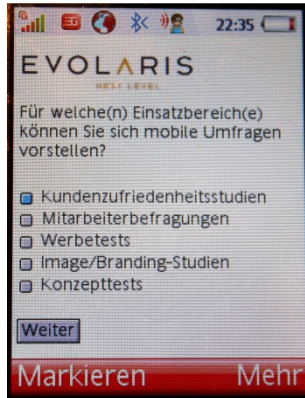 22:35
EVOLARIS
NEXT LEVEL
Für welche(n) Einsatzbereich(e)
können Sie sich mobile Umfragen
vorstellen?
Kundenzufriedenheitsstudien
Mitarbeiterbefragungen
Werbetests
Image/Branding-Studien
Konzepttests
Weiter
Markieren Mehr